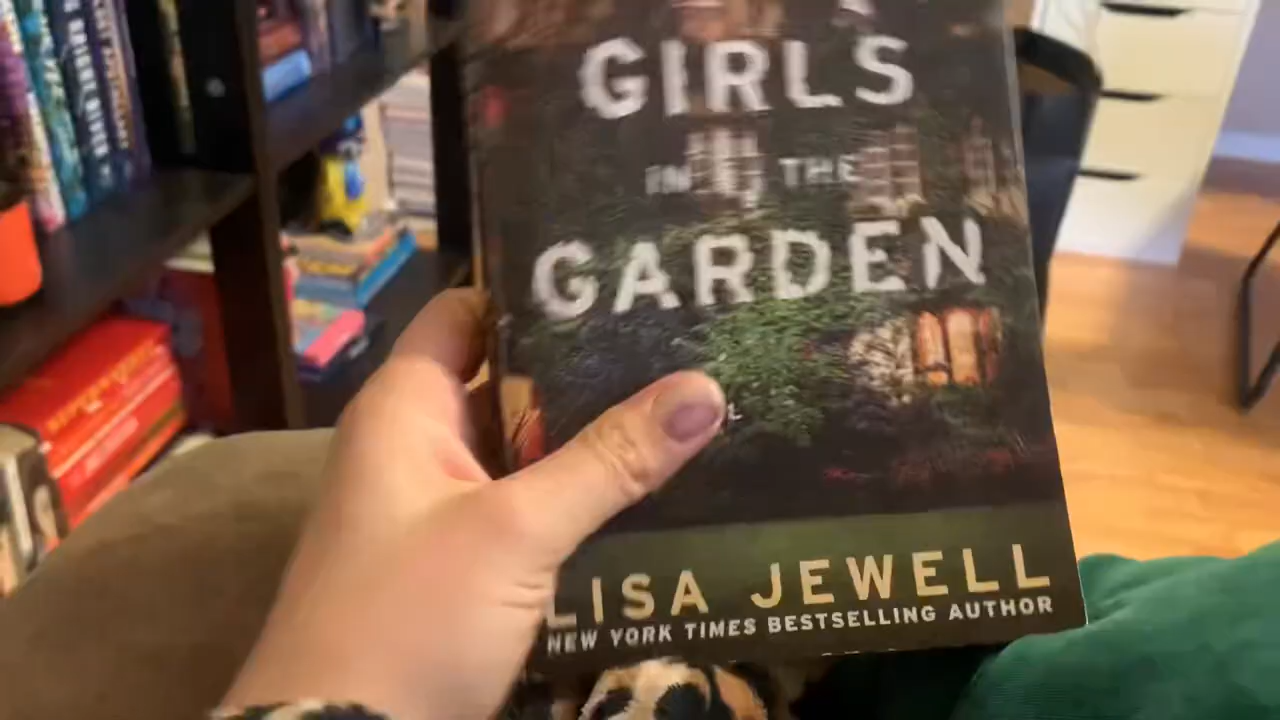 GIRLS
IN THE
GARDEN
LISA JEWELL
NEW YORK TIMES BESTSELLING AUTHOR